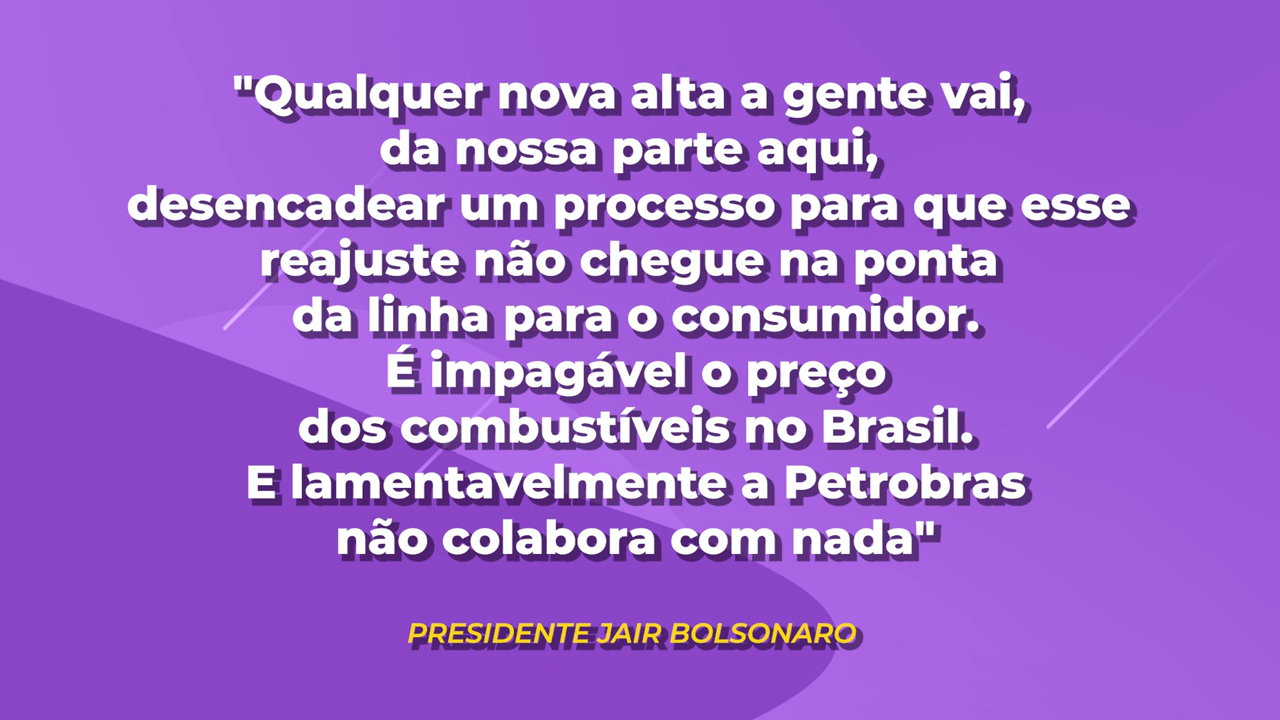 "Qualquer nova alta a gente vai,
da nossa parte aqui,
desencadear um processo para que esse
reajuste não chegue na ponta
da linha para o consumidor.
É impagável o preço
dos combustíveis no Brasil.
E lamentavelmente a Petrobras
não colabora com nada"
PRESIDENTE JAIR BOLSONARO